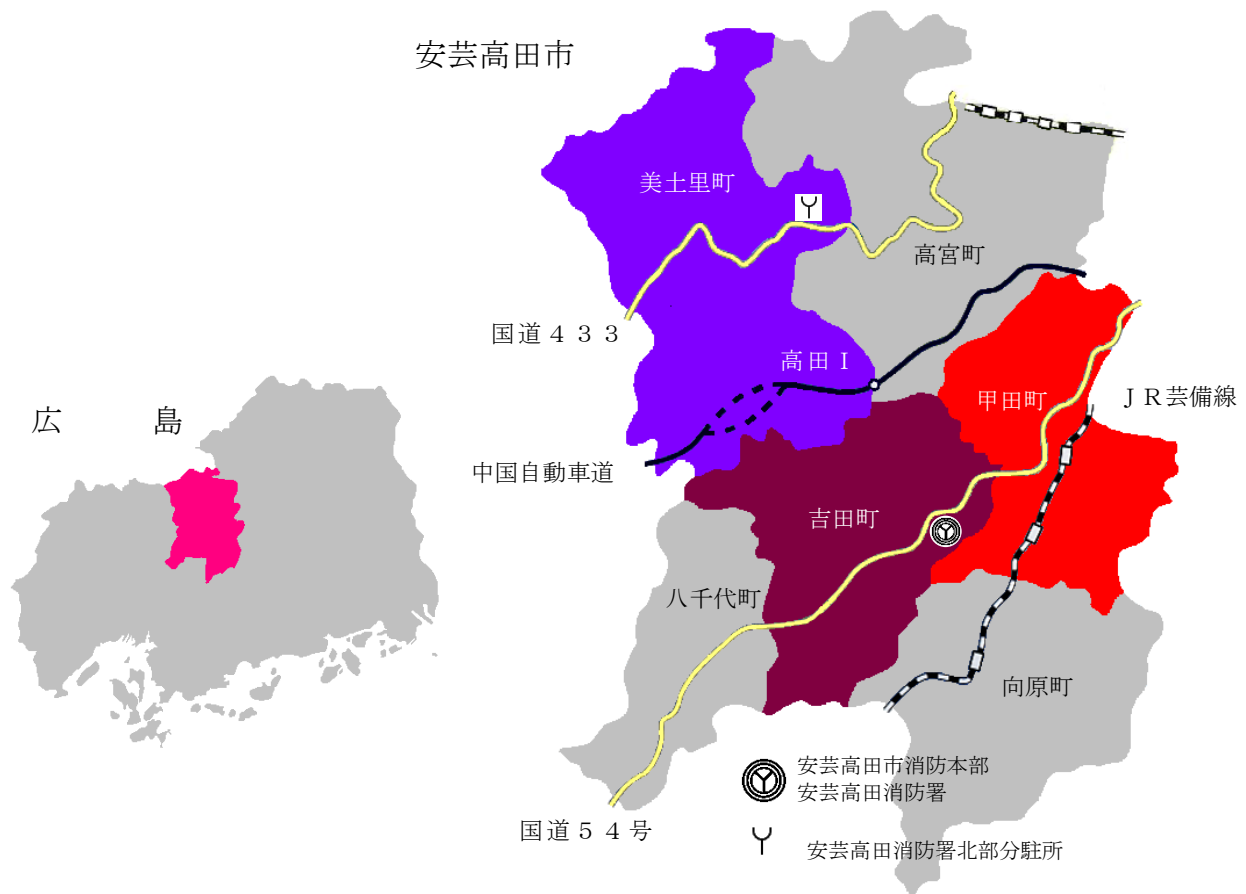 安芸高田市
美土里町
高宮町
国道４３３
高田Ｉ
甲田町
ＪＲ芸備線
広 島
中国自動車道
吉田町
八千代町
向原町
安芸高田市消防本部
安芸高田消防署
国道５４号
安芸高田消防署北部分駐所